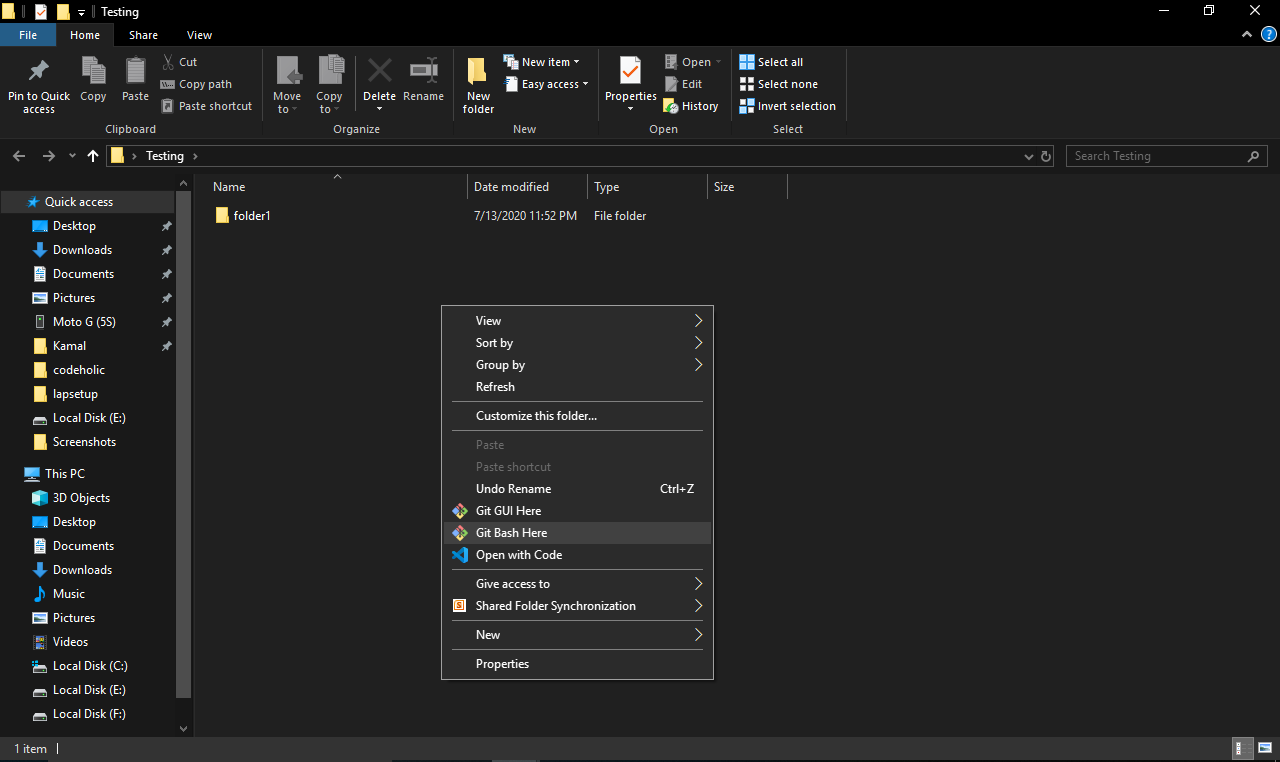 Testing
File Home Share View
Pin to Quick access
Copy
Paste
Cut
Copy path
Paste shortcut
Clipboard
Move to
Copy to
Delete
Rename
Organize
New folder
New item
Easy access
New
Properties
Open
Edit
History
Open
Select all
Select none
Invert selection
Select
Testing
Search Testing
Quick access
Desktop
Downloads
Documents
Pictures
Moto G (5S)
Kamal
codeholic
lapsetup
Local Disk (E:)
Screenshots
This PC
3D Objects
Desktop
Documents
Downloads
Music
Pictures
Videos
Local Disk (C:)
Local Disk (E:)
Local Disk (F:)
Name Date modified Type Size
folder1 7/13/2020 11:52 PM File folder
View
Sort by
Group by
Refresh
Customize this folder...
Paste
Paste shortcut
Undo Rename Ctrl+Z
Git GUI Here
Git Bash Here
Open with Code
Give access to
Shared Folder Synchronization
New
Properties
1 item